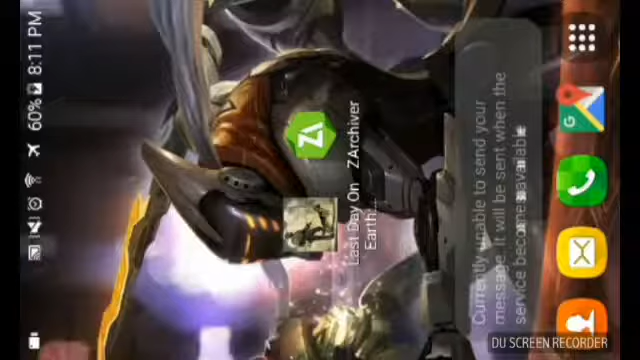 60% 8:11 PM
Last Day On
Earth:...
ZArchiver
Currently unable to send your
message. It will be sent when the
service becomes available
G
DU SCREEN RECORDER